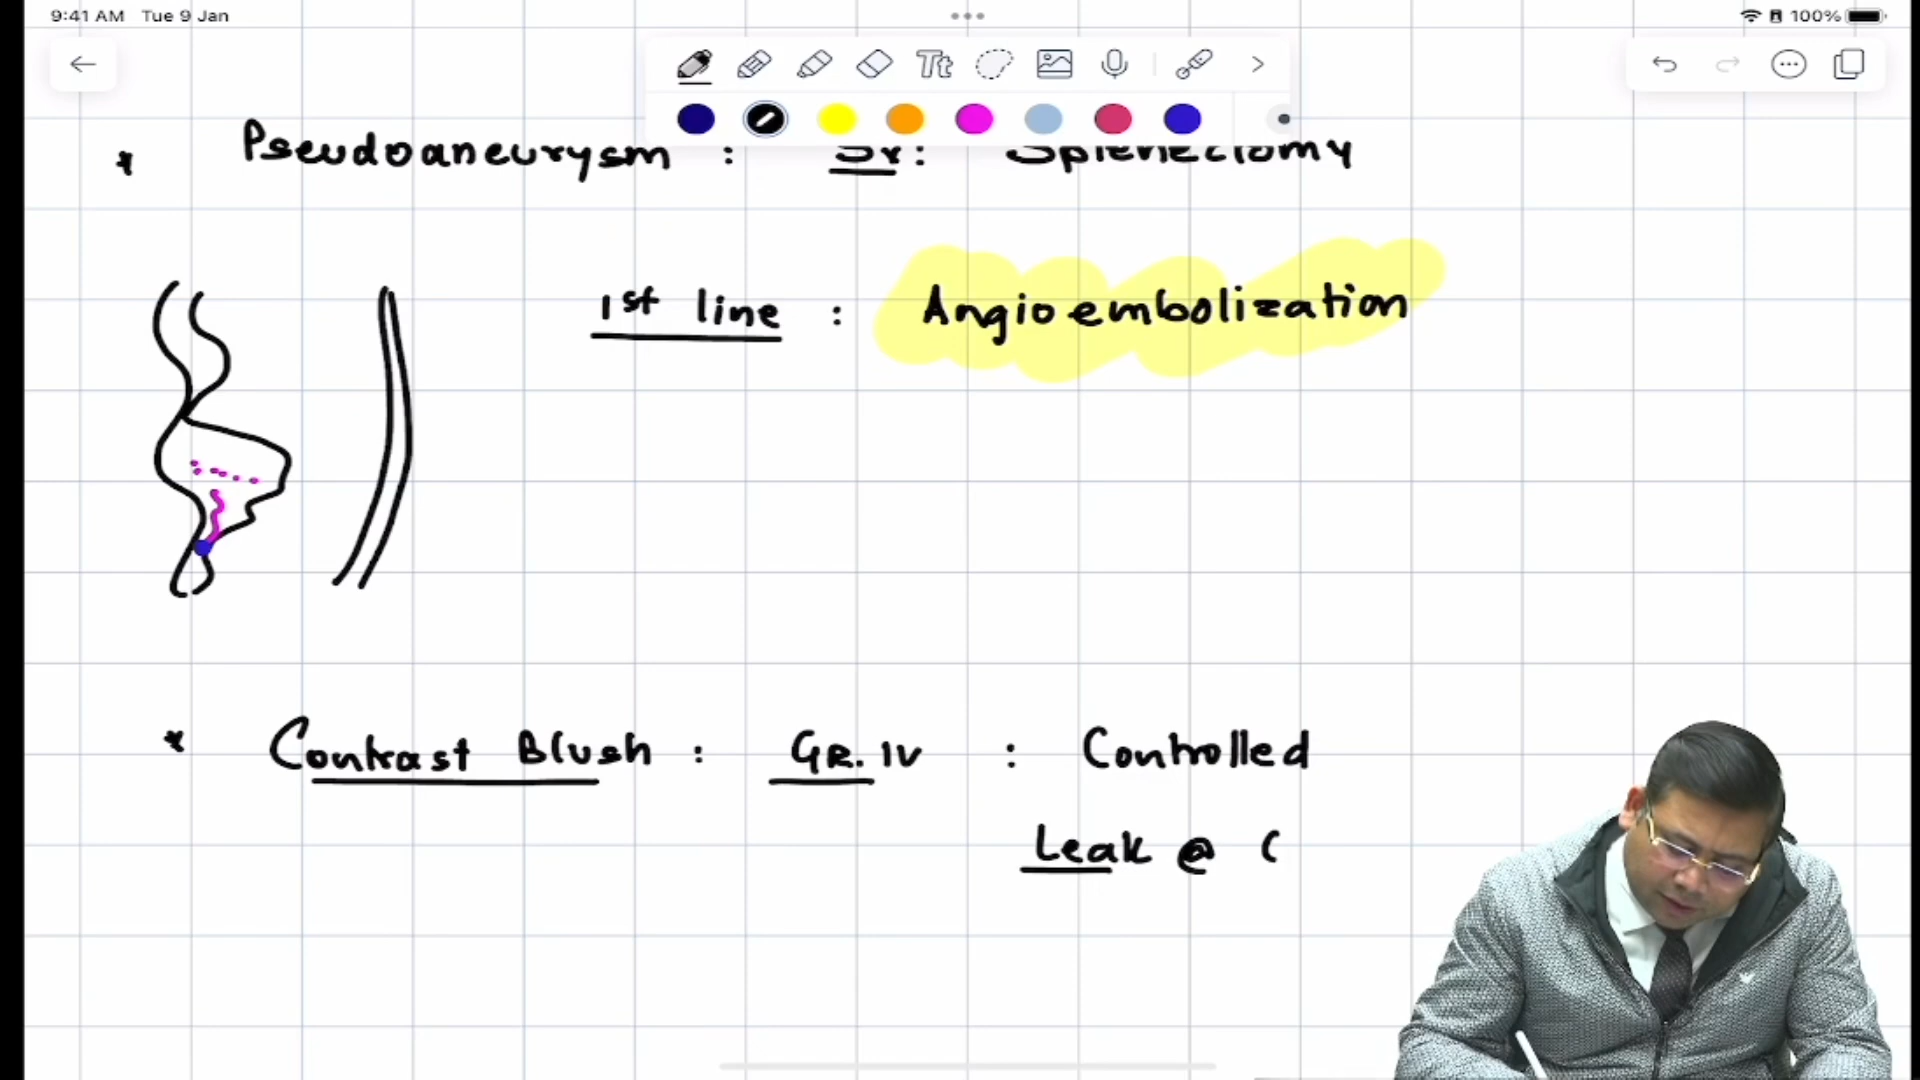 9:41 AM Tue 9 Jan
100%
Tt
* Pseudoaneurysm : Sr: Splenectomy
1st line : Angioembolization
* Contrast Blush : GR. IV : Controlled
Leak @ (